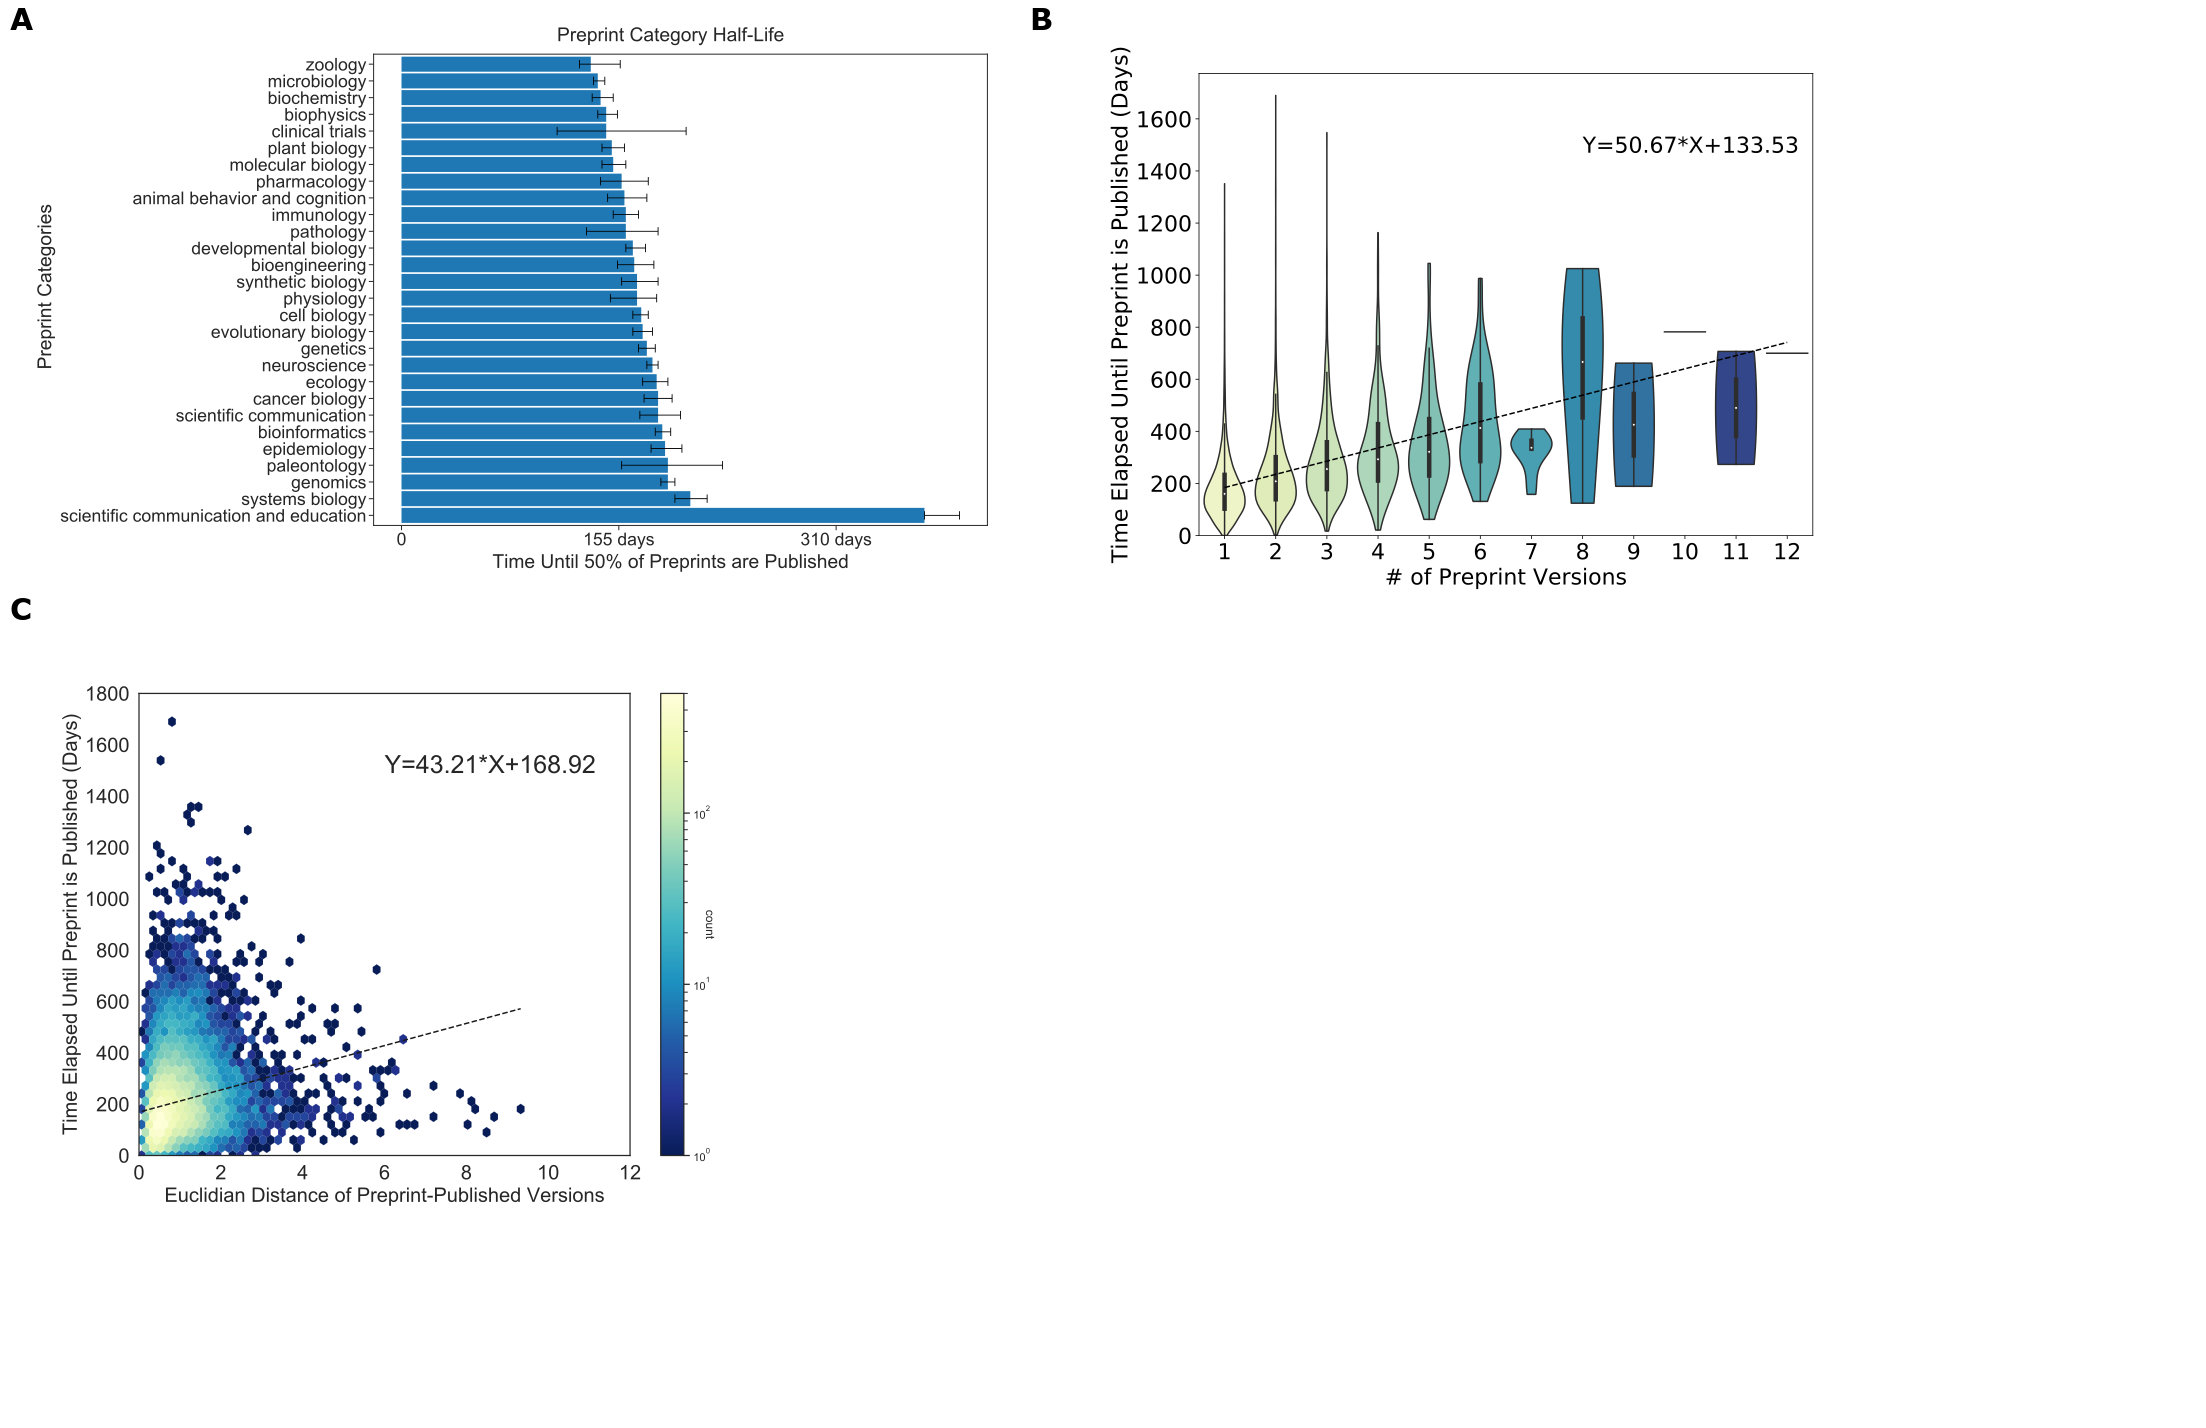 A
Preprint Category Half-Life
Preprint Categories
zoology
microbiology
biochemistry
biophysics
clinical trials
plant biology
molecular biology
pharmacology
animal behavior and cognition
immunology
pathology
developmental biology
bioengineering
synthetic biology
physiology
cell biology
evolutionary biology
genetics
neuroscience
ecology
cancer biology
scientific communication
bioinformatics
epidemiology
paleontology
genomics
systems biology
scientific communication and education
0 155 days 310 days
Time Until 50% of Preprints are Published
B
Time Elapsed Until Preprint is Published (Days)
1600
1400
1200
1000
800
600
400
200
0
Y=50.67*X+133.53
1 2 3 4 5 6 7 8 9 10 11 12
# of Preprint Versions
C
Time Elapsed Until Preprint is Published (Days)
1800
1600
1400
1200
1000
800
600
400
200
0
Y=43.21*X+168.92
0 2 4 6 8 10 12
Euclidian Distance of Preprint-Published Versions
10²
10¹
10⁰
count